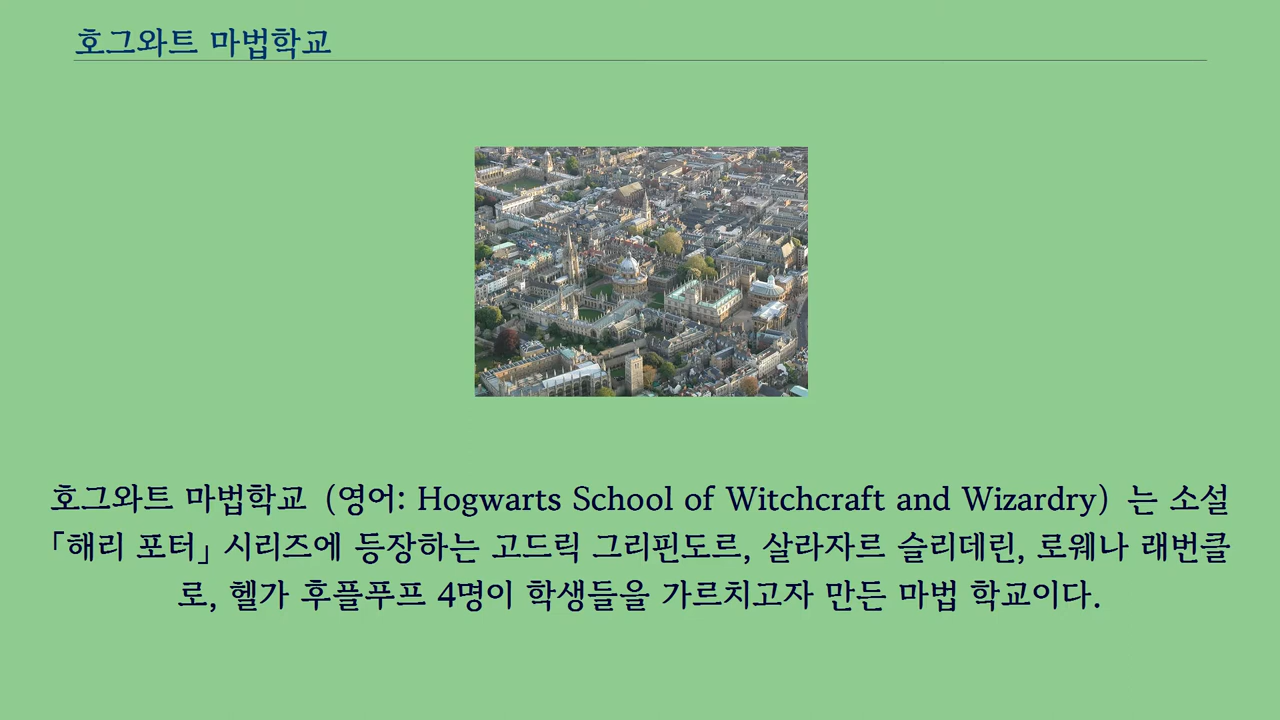 호그와트 마법학교
호그와트 마법학교 (영어: Hogwarts School of Witchcraft and Wizardry) 는 소설
「해리 포터」 시리즈에 등장하는 고드릭 그리핀도르, 살라자르 슬리데린, 로웨나 래번클
로, 헬가 후플푸프 4명이 학생들을 가르치고자 만든 마법 학교이다.